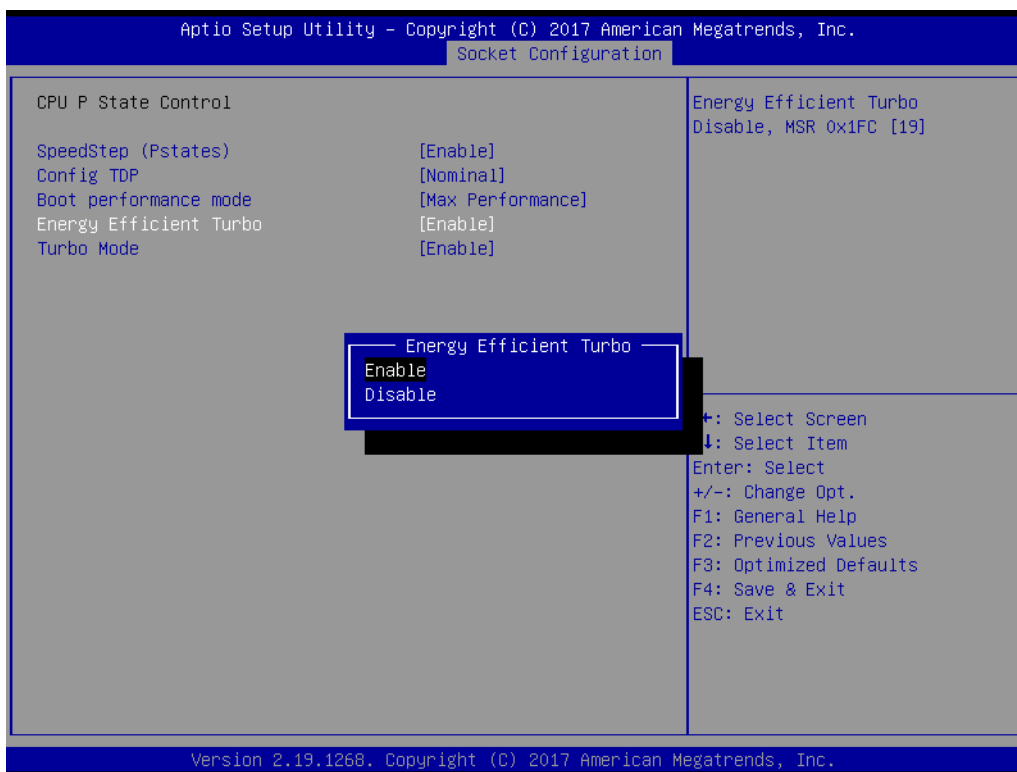 Aptio Setup Utility – Copyright (C) 2017 American Megatrends, Inc.
Socket Configuration
CPU P State Control
SpeedStep (Pstates) [Enable]
Config TDP [Nominal]
Boot performance mode [Max Performance]
Energy Efficient Turbo [Enable]
Turbo Mode [Enable]
Energy Efficient Turbo
Enable
Disable
Energy Efficient Turbo
Disable, MSR 0x1FC [19]
: Select Screen
↓: Select Item
Enter: Select
+/-: Change Opt.
F1: General Help
F2: Previous Values
F3: Optimized Defaults
F4: Save & Exit
ESC: Exit
Version 2.19.1268. Copyright (C) 2017 American Megatrends, Inc.